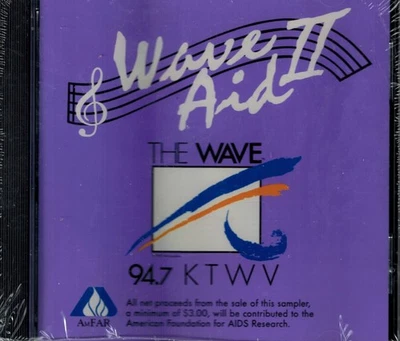 Wave II
Aid
THE WAVE
94.7 KTWV
AmFAR
All net proceeds from the sale of this sampler,
a minimum of $3.00, will be contributed to the
American Foundation for AIDS Research.